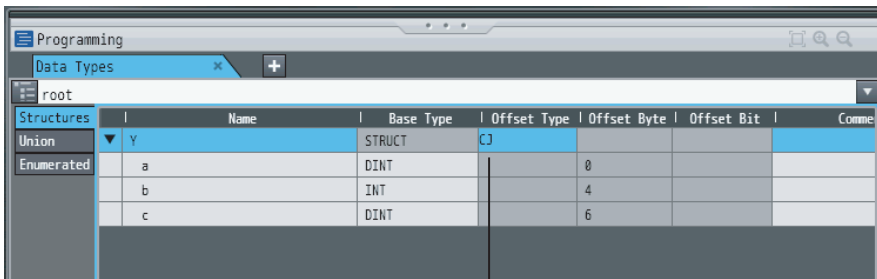 Programming
Data Types × +
root
Structures Name Base Type Offset Type Offset Byte Offset Bit Comme
Union ▼ Y STRUCT CJ
Enumerated a DINT 0
b INT 4
c DINT 6